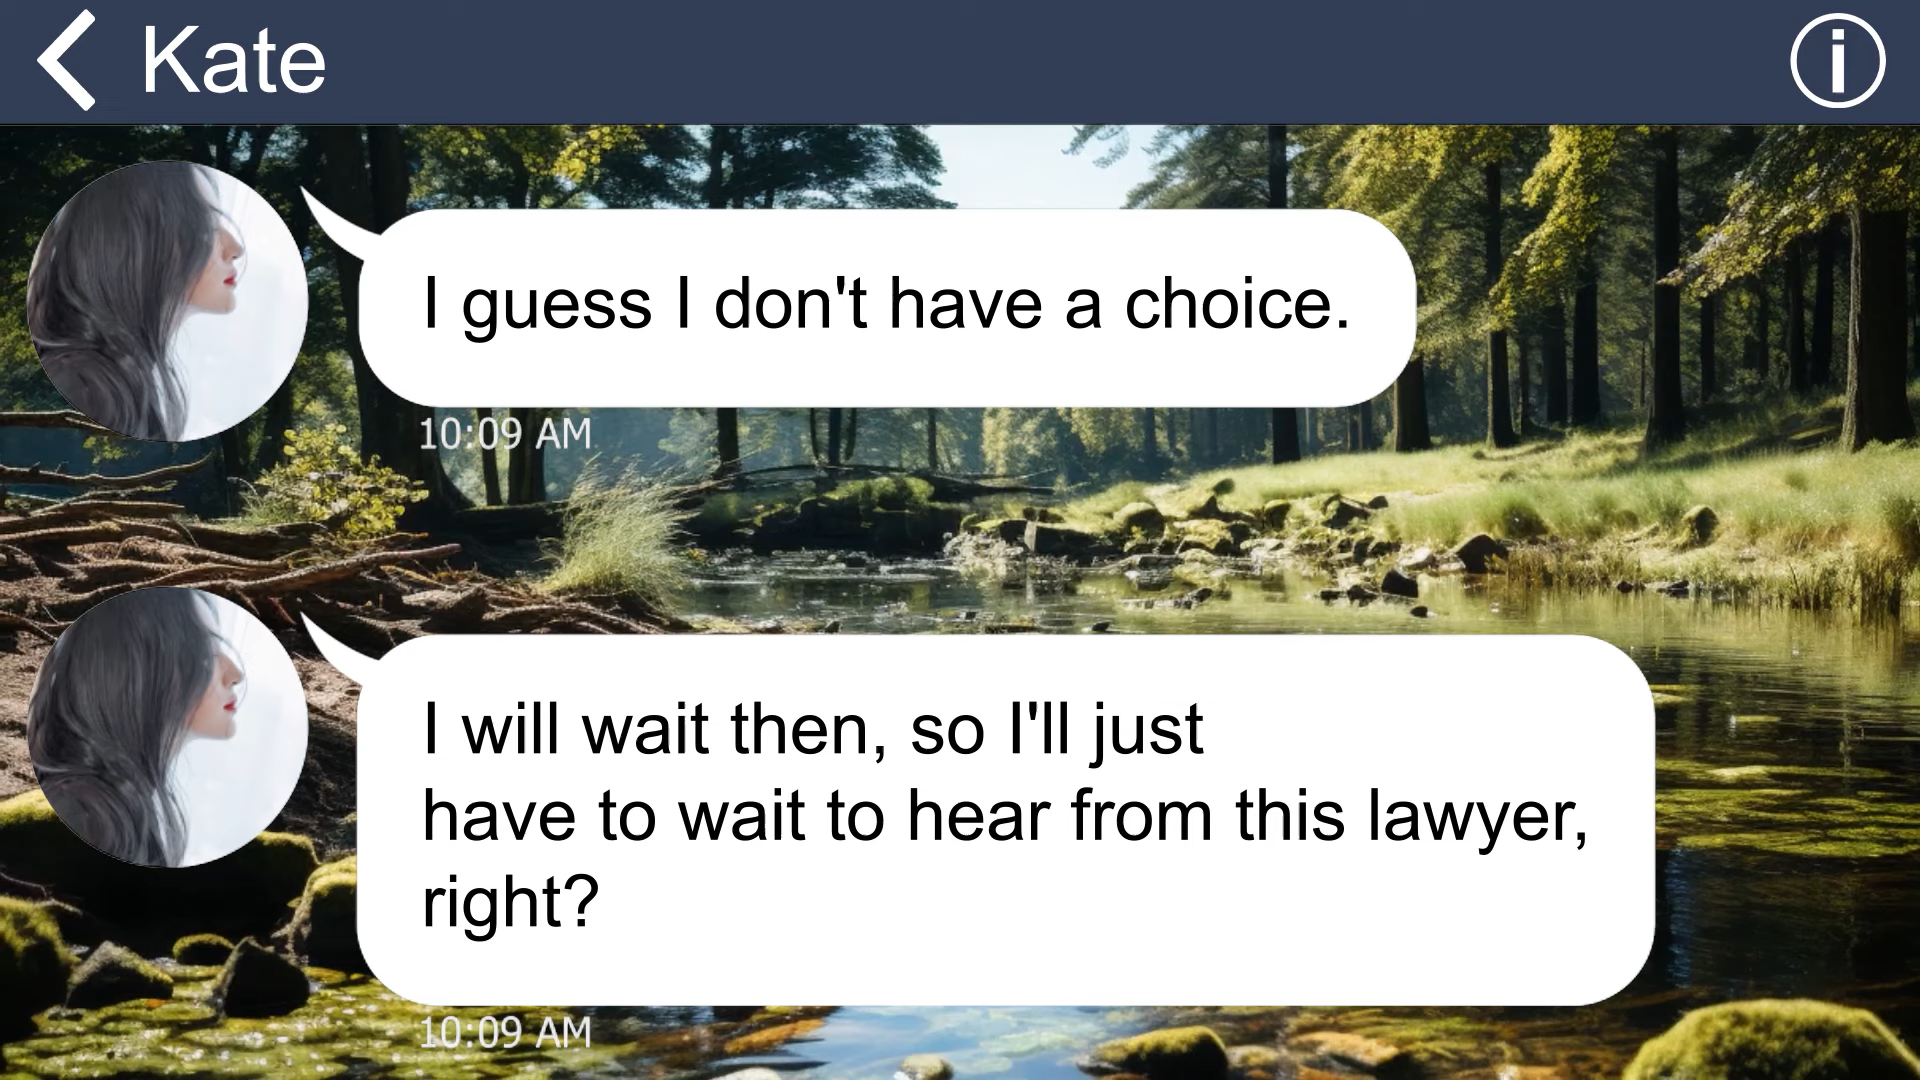 Kate
I guess I don't have a choice.
10:09 AM
I will wait then, so I'll just
have to wait to hear from this lawyer,
right?
10:09 AM